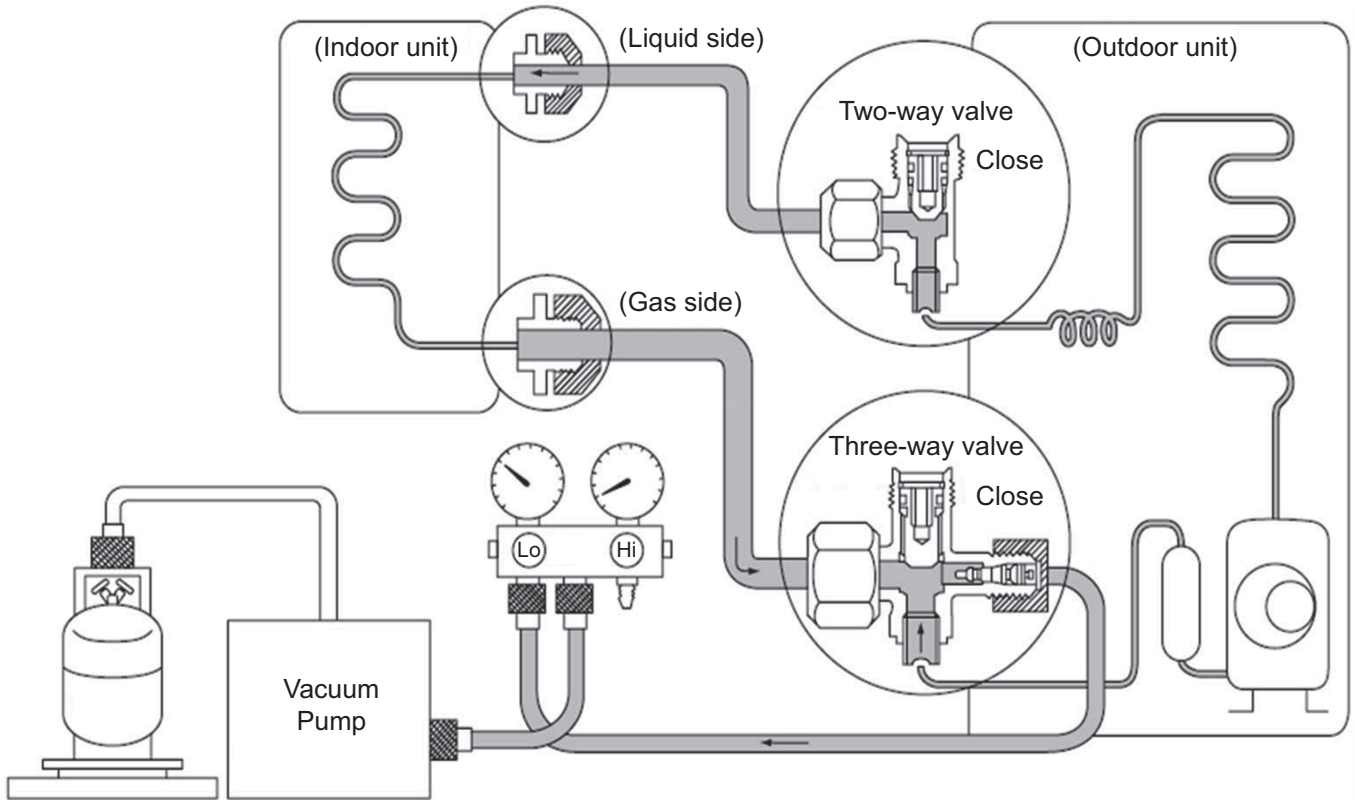 (Indoor unit)
(Liquid side)
(Outdoor unit)
Two-way valve
Close
(Gas side)
Three-way valve
Close
Lo
Hi
Vacuum
Pump